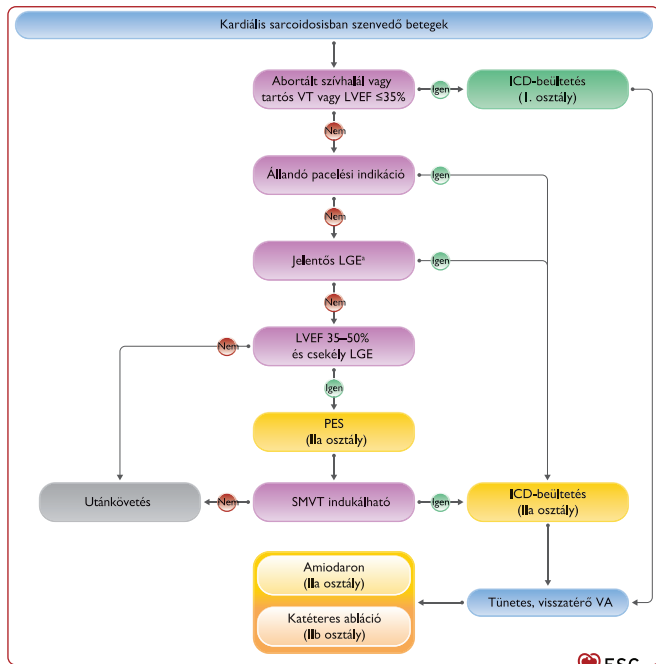 Kardiális sarcoidosisban szenvedő betegek
Abortált szívhalál vagy
tartós VT vagy LVEF ≤35%
Igen
ICD-beültetés
(1. osztály)
Nem
Állandó pacelési indikáció
Igen
Nem
Jelentős LGEª
Igen
Nem
LVEF 35–50%
és csekély LGE
Nem
Igen
PES
(IIa osztály)
Utánkövetés
Nem
SMVT indukálható
Igen
ICD-beültetés
(IIa osztály)
Amiodaron
(IIa osztály)
Katéteres abláció
(IIb osztály)
Tünetes, visszatérő VA
ESC